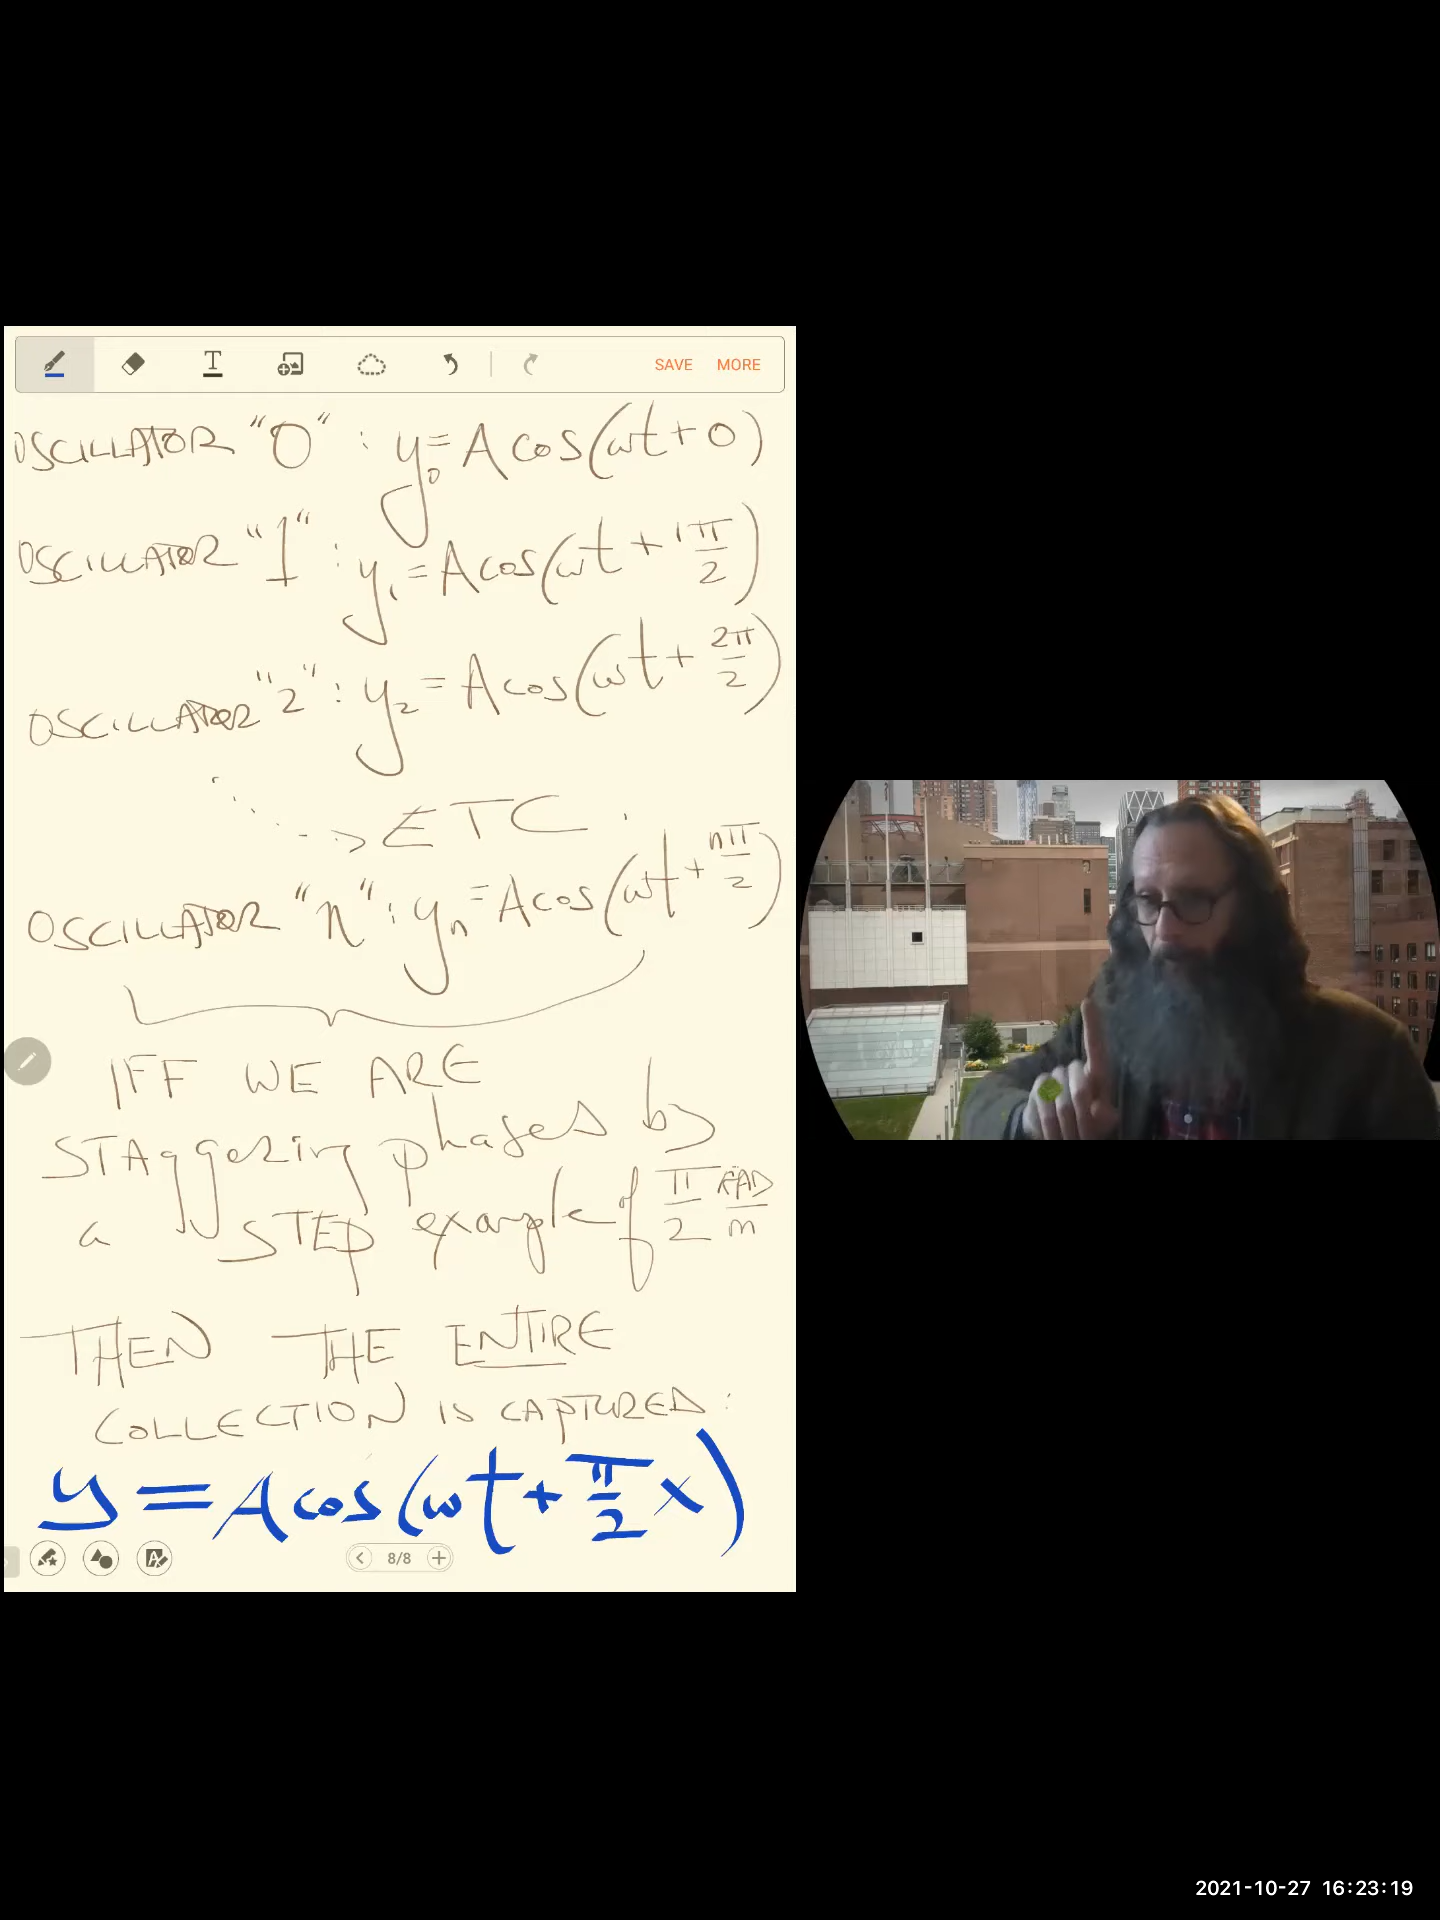 SAVE MORE
OSCILLATOR "0" : y₀ = A cos(ωt + 0)
OSCILLATOR "1" : y₁ = A cos(ωt + 1π/2)
OSCILLATOR "2" : y₂ = A cos(ωt + 2π/2)
ETC.
OSCILLATOR "n" : yₙ = A cos(ωt + nπ/2)
IFF WE ARE
STAggering phases by
a STEP example of π/2 RAD/m
THEN THE ENTIRE
COLLECTION IS CAPTURED :
y = A cos(ωt + π/2 x)
8/8
2021-10-27 16:23:19